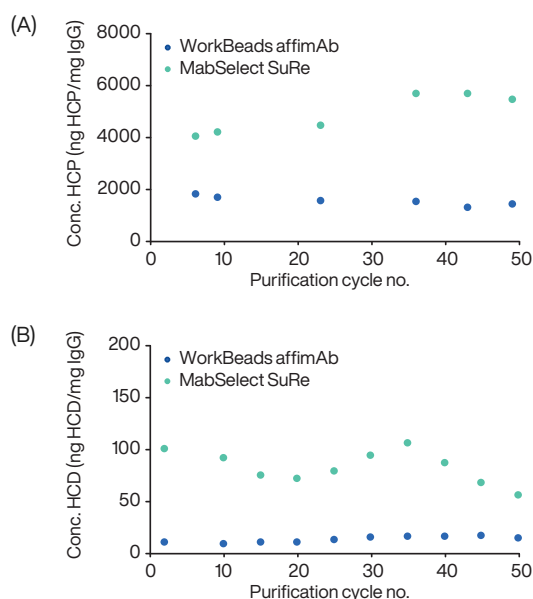 (A)
WorkBeads affimAb
MabSelect SuRe
Conc. HCP (ng HCP/mg IgG)
8000
6000
4000
2000
0
0 10 20 30 40 50
Purification cycle no.
(B)
WorkBeads affimAb
MabSelect SuRe
Conc. HCD (ng HCD/mg IgG)
200
150
100
50
0
0 10 20 30 40 50
Purification cycle no.